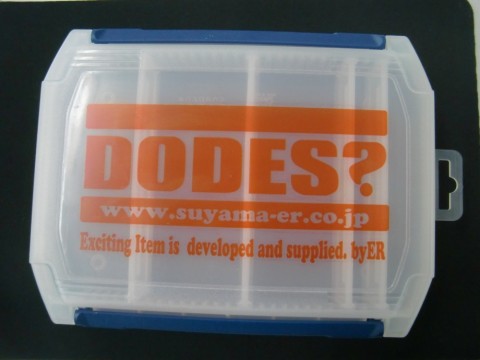 DODES?
www.suyama-er.co.jp
Exciting Item is developed and supplied. byER